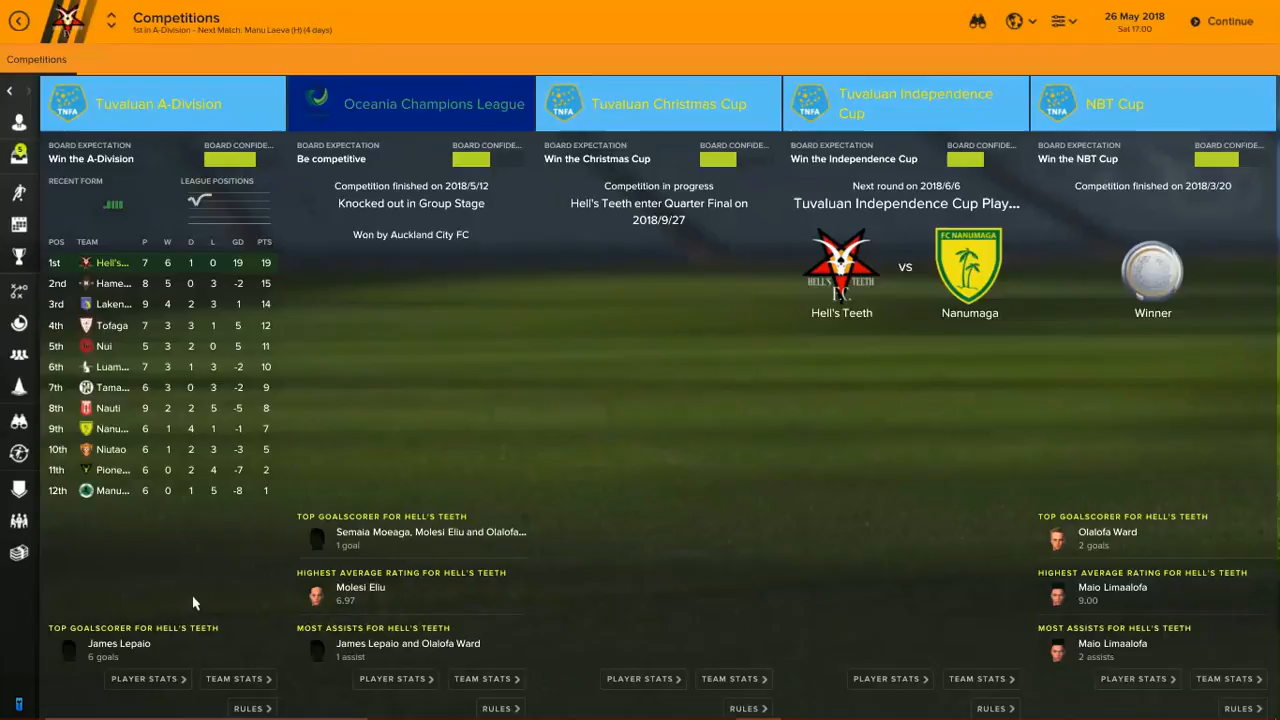 Competitions
1st in A-Division - Next Match: Manu Laeva (H) (4 days)
26 May 2018
Sat 17:00
Continue
Competitions
TNFA
Tuvaluan A-Division
Oceania Champions League
TNFA
Tuvaluan Christmas Cup
TNFA
Tuvaluan Independence
Cup
TNFA
NBT Cup
BOARD EXPECTATION
BOARD CONFIDE...
Win the A-Division
BOARD EXPECTATION
BOARD CONFIDE...
Be competitive
BOARD EXPECTATION
BOARD CONFIDE...
Win the Christmas Cup
BOARD EXPECTATION
BOARD CONFIDE...
Win the Independence Cup
BOARD EXPECTATION
BOARD CONFIDE...
Win the NBT Cup
RECENT FORM
LEAGUE POSITIONS
POS TEAM P W D L GD PTS
1st Hell's... 7 6 1 0 19 19
2nd Hame... 8 5 0 3 -2 15
3rd Laken... 9 4 2 3 1 14
4th Tofaga 7 3 3 1 5 12
5th Nui 5 3 2 0 5 11
6th Luam... 7 3 1 3 -2 10
7th Tama... 6 3 0 3 -2 9
8th Nauti 9 2 2 5 -5 8
9th Nanu... 6 1 4 1 -1 7
10th Niutao 6 1 2 3 -3 5
11th Pione... 6 0 2 4 -7 2
12th Manu... 6 0 1 5 -8 1
TOP GOALSCORER FOR HELL'S TEETH
James Lepaio
6 goals
PLAYER STATS
TEAM STATS
RULES
Competition finished on 2018/5/12
Knocked out in Group Stage
Won by Auckland City FC
TOP GOALSCORER FOR HELL'S TEETH
Semaia Moeaga, Molesi Eliu and Olalofa...
1 goal
HIGHEST AVERAGE RATING FOR HELL'S TEETH
Molesi Eliu
6.97
MOST ASSISTS FOR HELL'S TEETH
James Lepaio and Olalofa Ward
1 assist
PLAYER STATS
TEAM STATS
RULES
Competition in progress
Hell's Teeth enter Quarter Final on
2018/9/27
PLAYER STATS
TEAM STATS
RULES
Next round on 2018/6/6
Tuvaluan Independence Cup Play...
HELL'S TEETH
F.C.
VS
FC NANUMAGA
Hell's Teeth
Nanumaga
PLAYER STATS
TEAM STATS
RULES
Competition finished on 2018/3/20
Winner
TOP GOALSCORER FOR HELL'S TEETH
Olalofa Ward
2 goals
HIGHEST AVERAGE RATING FOR HELL'S TEETH
Maio Limaalofa
9.00
MOST ASSISTS FOR HELL'S TEETH
Maio Limaalofa
2 assists
PLAYER STATS
TEAM STATS
RULES
5